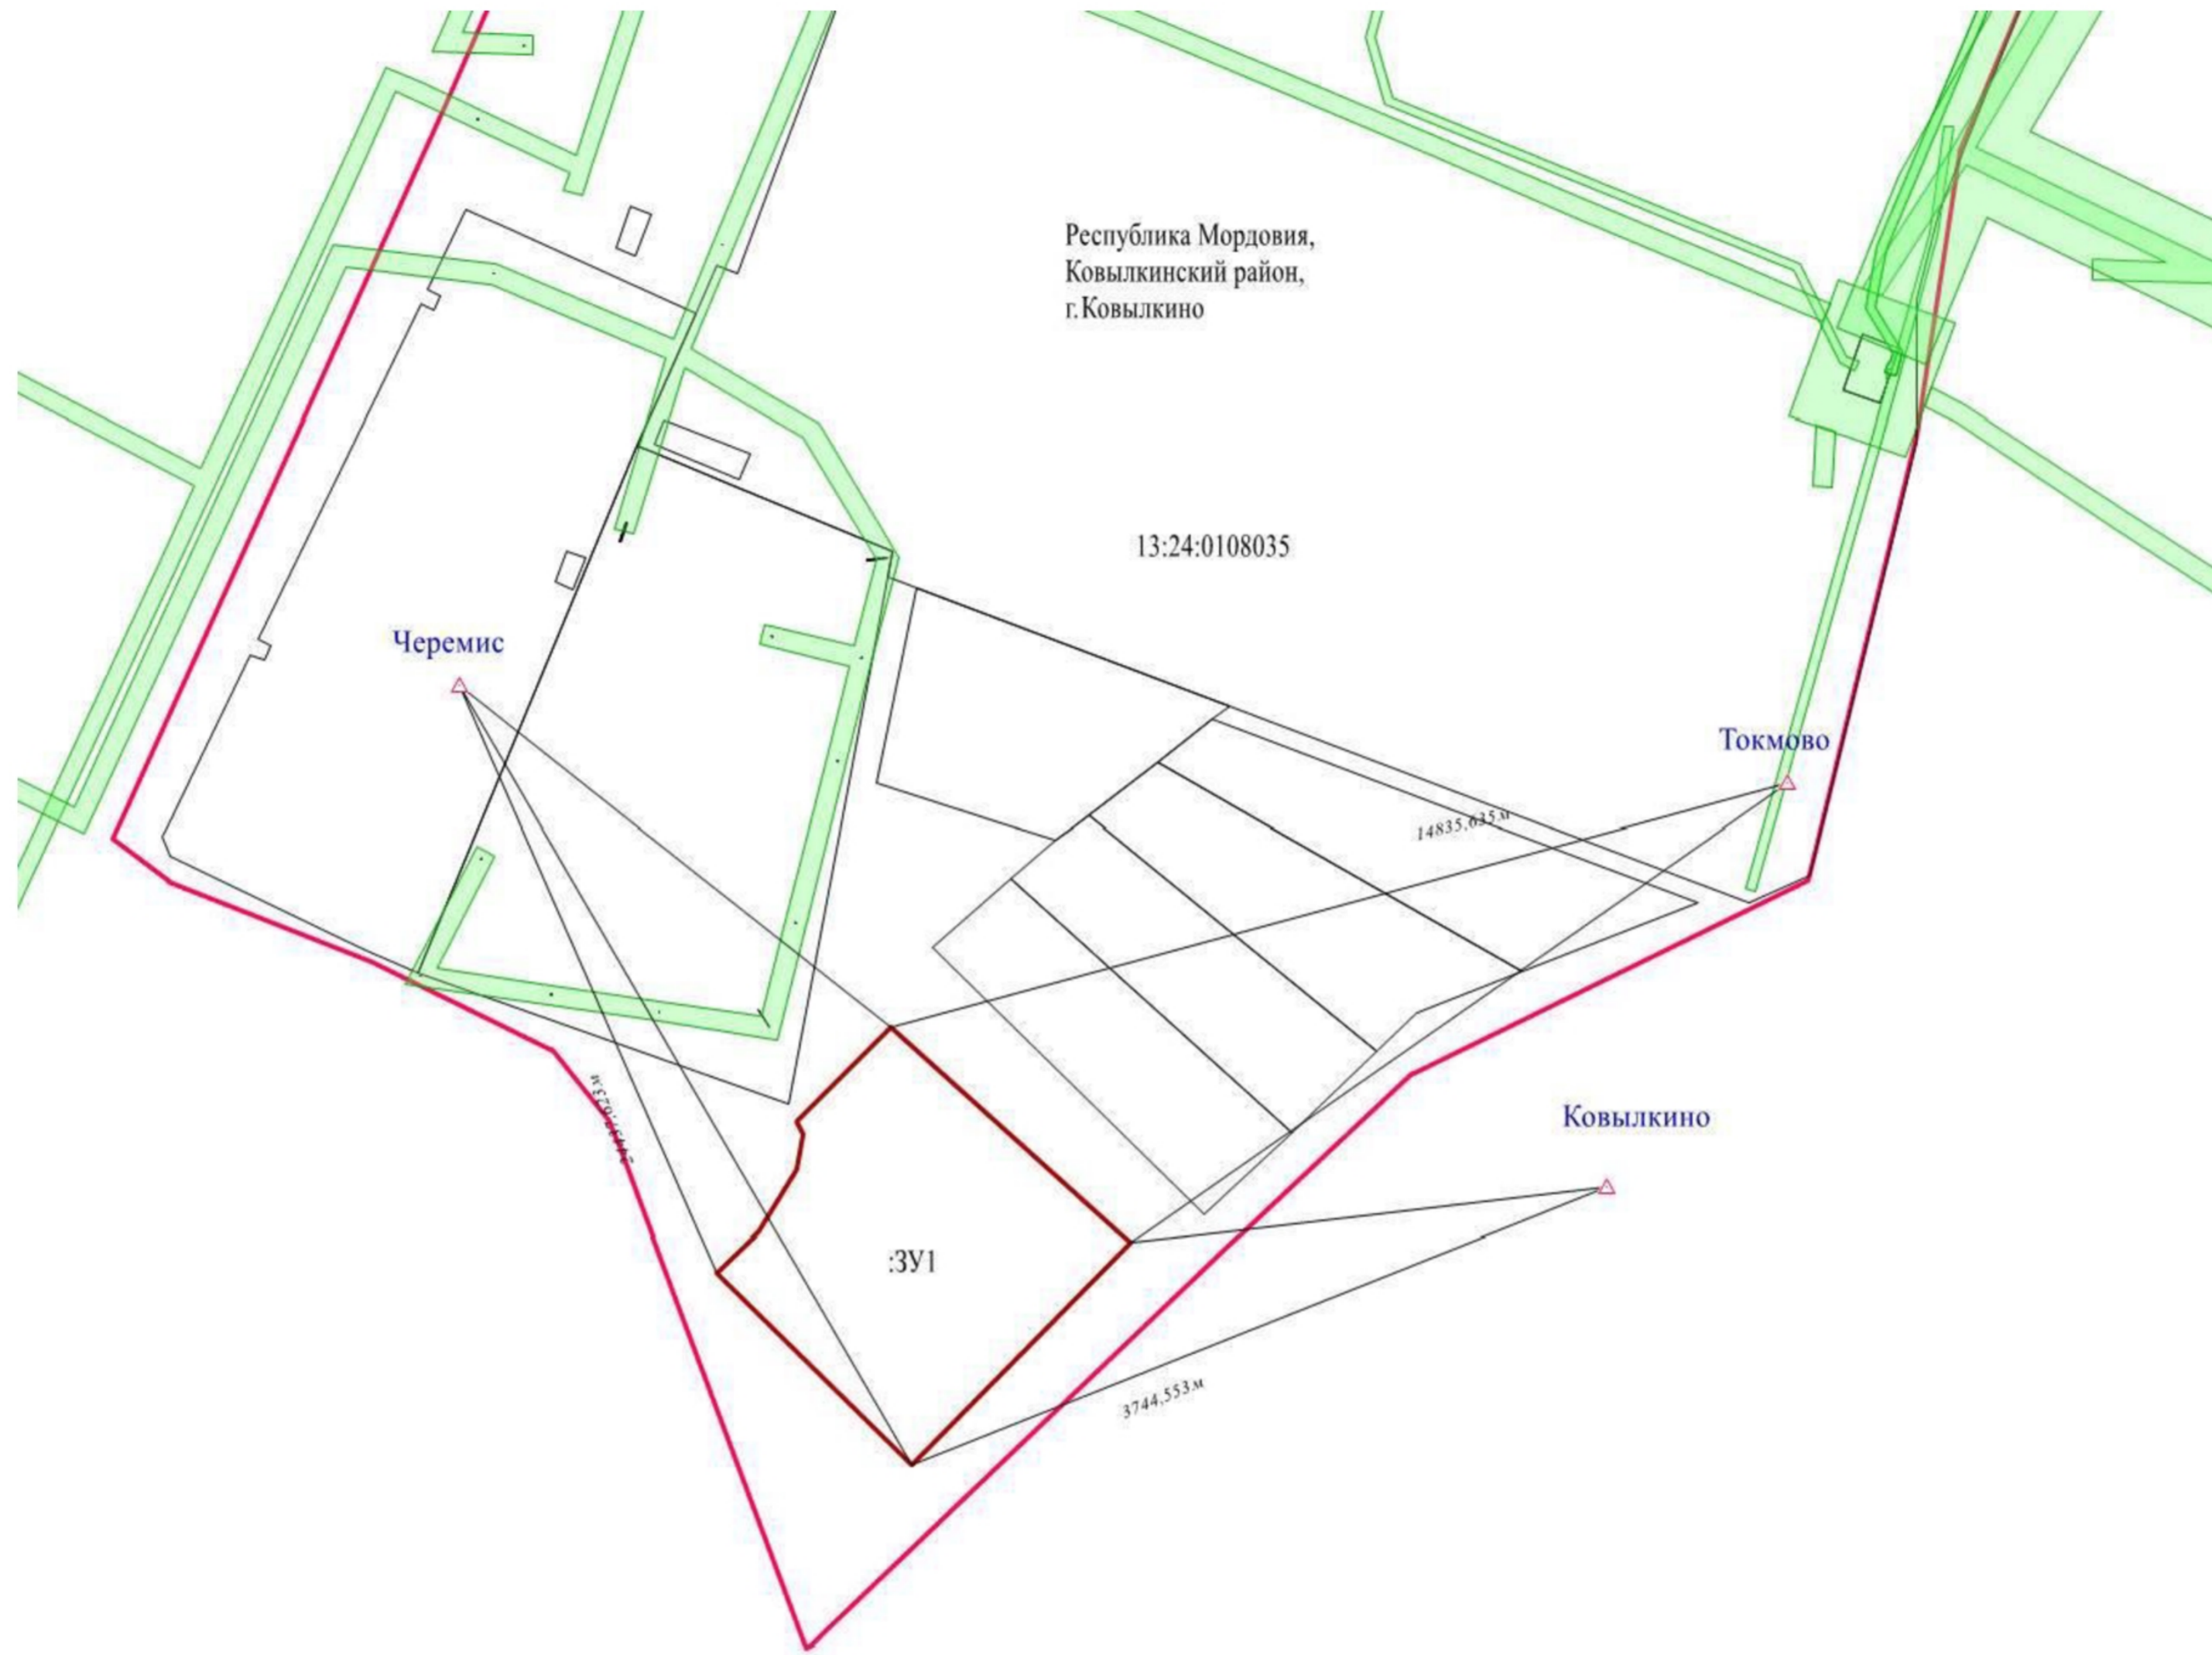 Республика Мордовия,
Ковылкинский район,
г.Ковылкино
13:24:0108035
Черемис
Токмово
14835,635м
Ковылкино
:ЗУ1
3744,553м